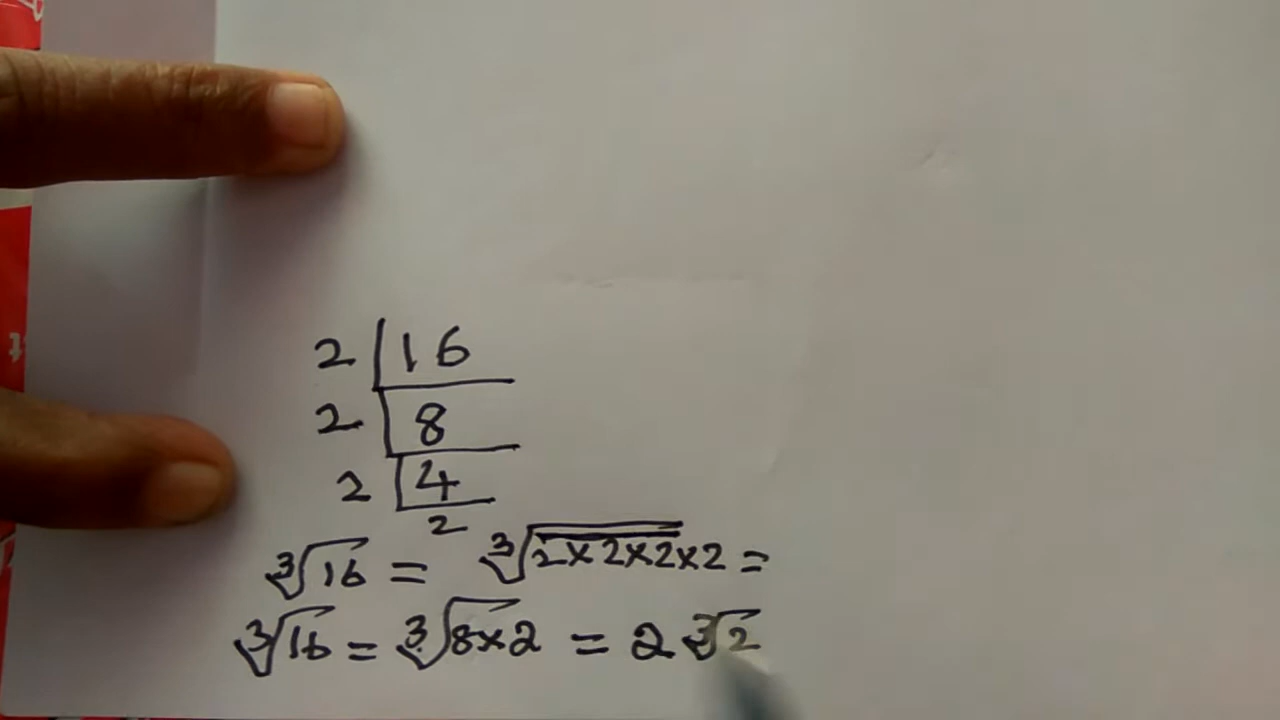 2 | 16
2 | 8
2 | 4
2
∛16 = ∛2×2×2×2 =
∛16 = ∛8×2 = 2 ∛2